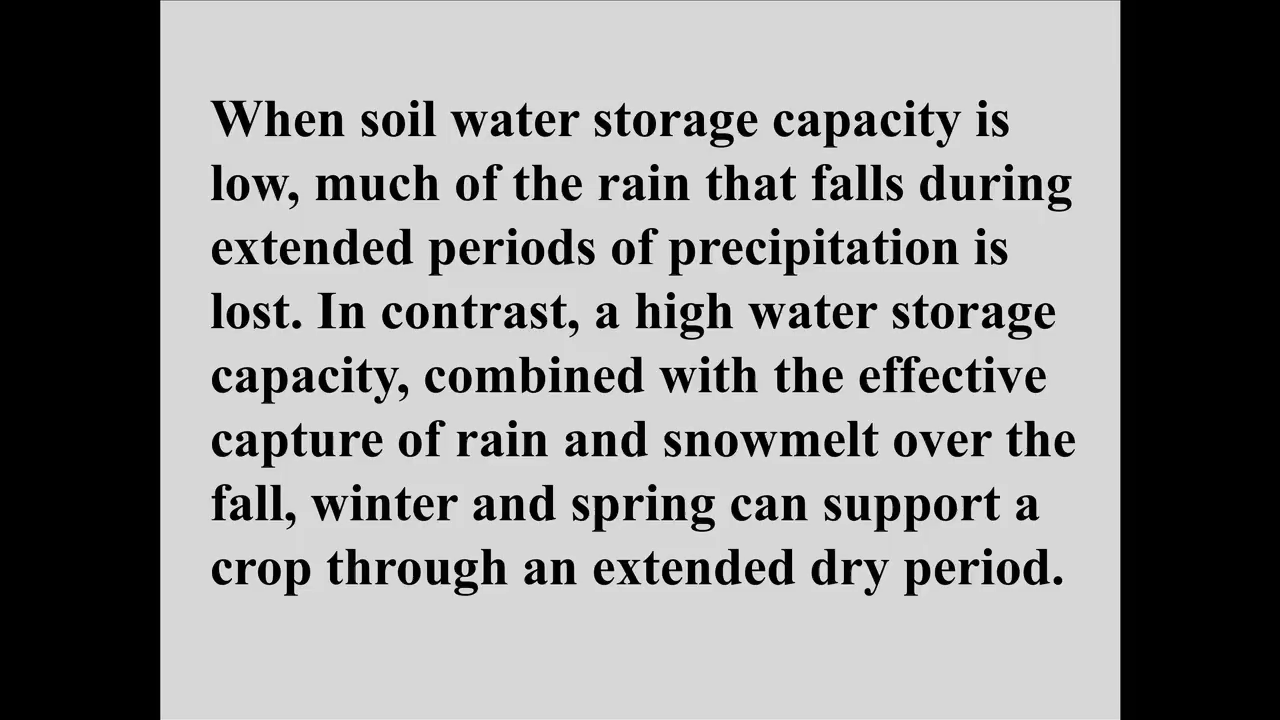 When soil water storage capacity is
low, much of the rain that falls during
extended periods of precipitation is
lost. In contrast, a high water storage
capacity, combined with the effective
capture of rain and snowmelt over the
fall, winter and spring can support a
crop through an extended dry period.